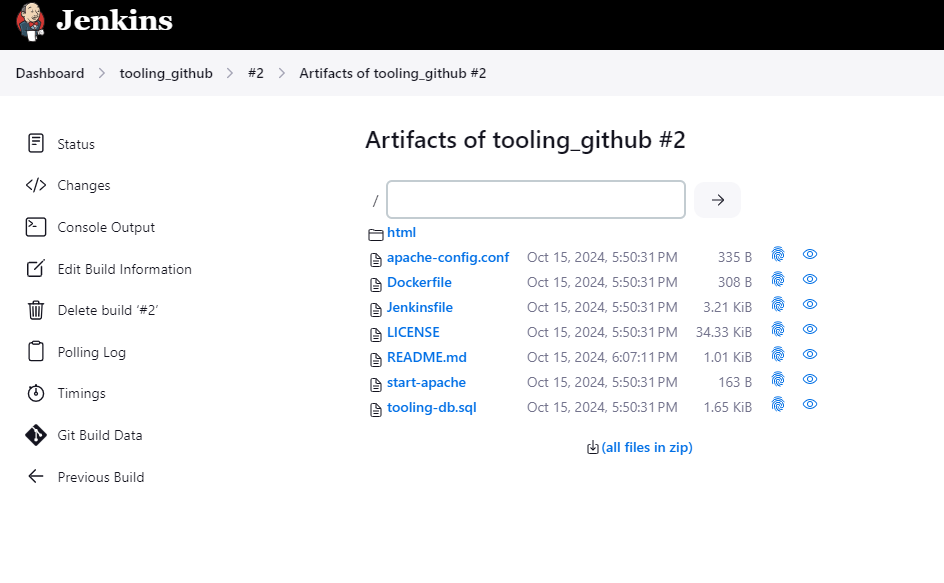 Jenkins
Dashboard > tooling_github > #2 > Artifacts of tooling_github #2
Status
Changes
Console Output
Edit Build Information
Delete build ‘#2’
Polling Log
Timings
Git Build Data
Previous Build
Artifacts of tooling_github #2
/
html
apache-config.conf Oct 15, 2024, 5:50:31 PM 335 B
Dockerfile Oct 15, 2024, 5:50:31 PM 308 B
Jenkinsfile Oct 15, 2024, 5:50:31 PM 3.21 KiB
LICENSE Oct 15, 2024, 5:50:31 PM 34.33 KiB
README.md Oct 15, 2024, 6:07:11 PM 1.01 KiB
start-apache Oct 15, 2024, 5:50:31 PM 163 B
tooling-db.sql Oct 15, 2024, 5:50:31 PM 1.65 KiB
(all files in zip)